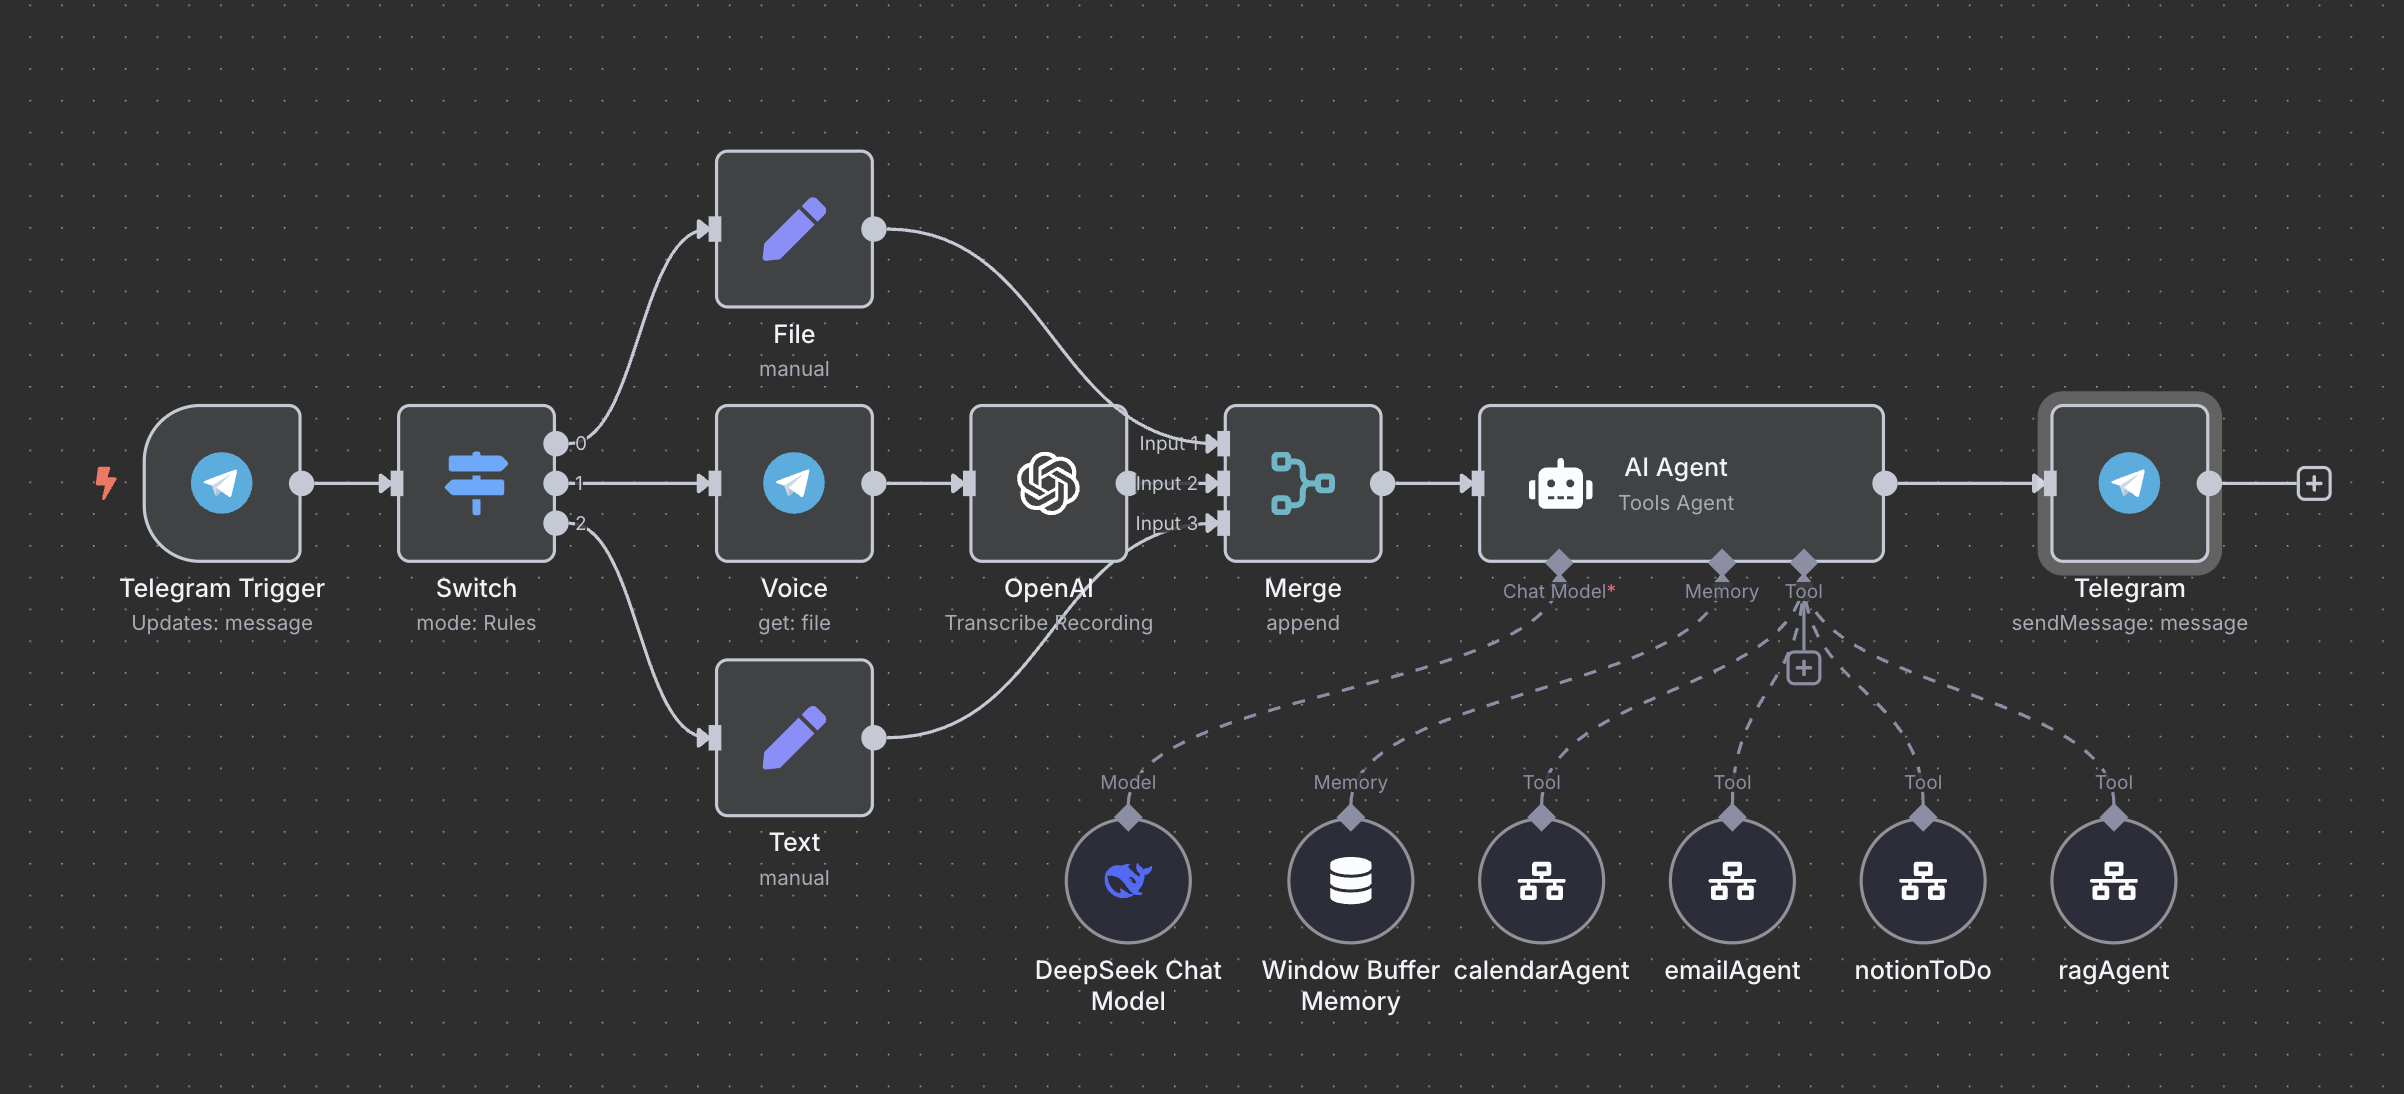 File
manual
0
1
2
Input 1
Input 2
Input 3
Telegram Trigger
Updates: message
Switch
mode: Rules
Voice
get: file
OpenAI
Transcribe Recording
Merge
append
AI Agent
Tools Agent
Chat Model*
Memory
Tool
Telegram
sendMessage: message
Text
manual
Model
Memory
Tool
Tool
Tool
Tool
DeepSeek Chat
Model
Window Buffer
Memory
calendarAgent
emailAgent
notionToDo
ragAgent